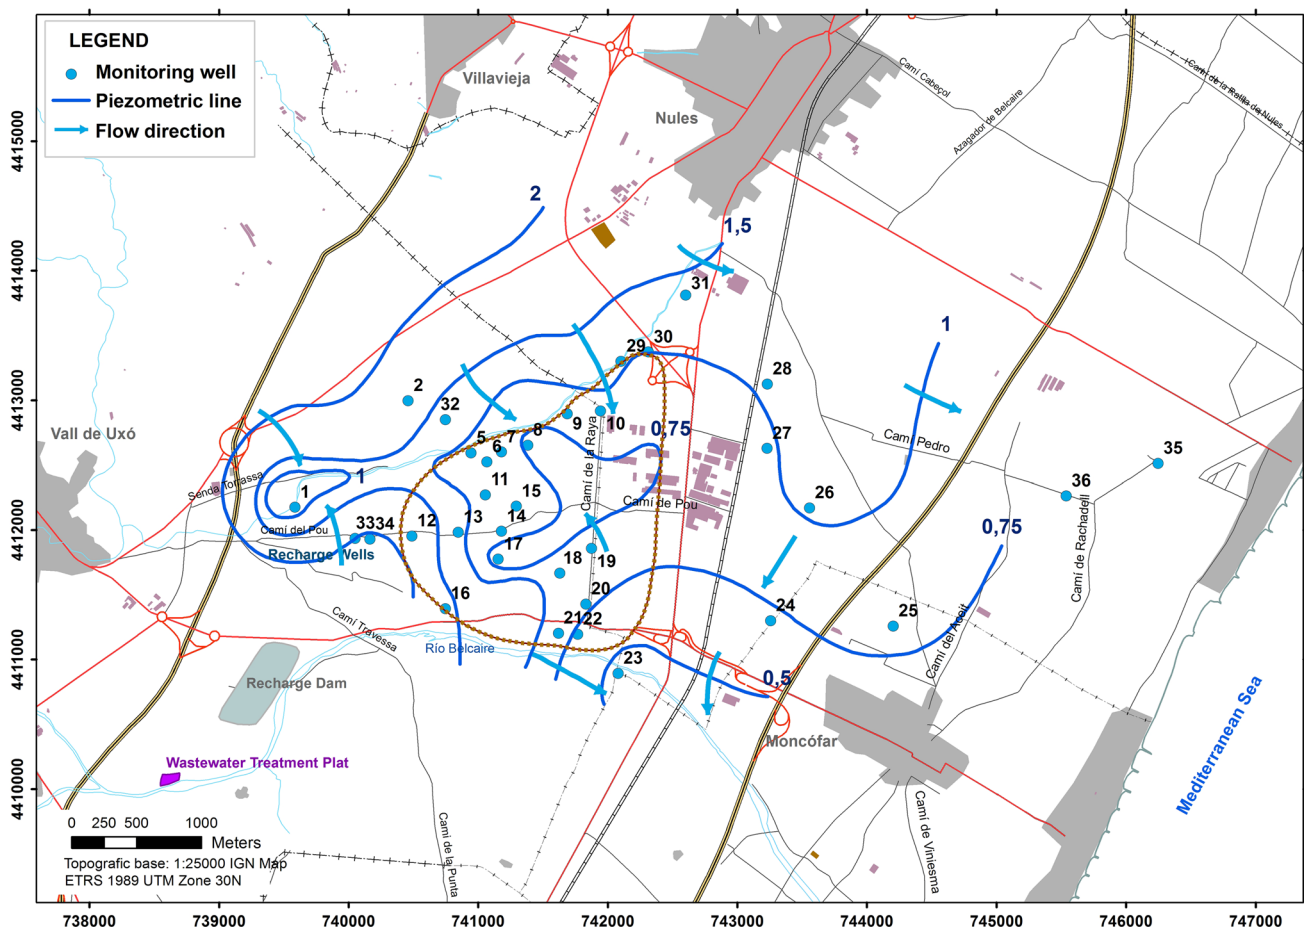 LEGEND
Monitoring well
Piezometric line
Flow direction
Villavieja
Nules
Camí Cabeçol
Camí de la Ratlla de Nules
Azagador de Belcaire
2
1,5
31
1
30
29
28
2
32
9
10
0,75
27
Camí Pedro
35
36
Vall de Uxó
5
6
7
8
Camí de la Raya
Senda Torrassa
1
1
11
15
Camí de Pou
26
Camí del Pou
3334
12
13
14
0,75
Recharge Wells
17
18
19
Camí de Rachadell
16
20
24
25
Camí Travessa
21
22
Camí del Aceit
Río Belcaire
23
0,5
Recharge Dam
Moncófar
Mediterranean Sea
Wastewater Treatment Plat
Camí de la Punta
Camí de Viniesma
0 250 500 1000
Meters
Topografic base: 1:25000 IGN Map
ETRS 1989 UTM Zone 30N
4415000
4414000
4413000
4412000
4411000
4410000
738000 739000 740000 741000 742000 743000 744000 745000 746000 747000